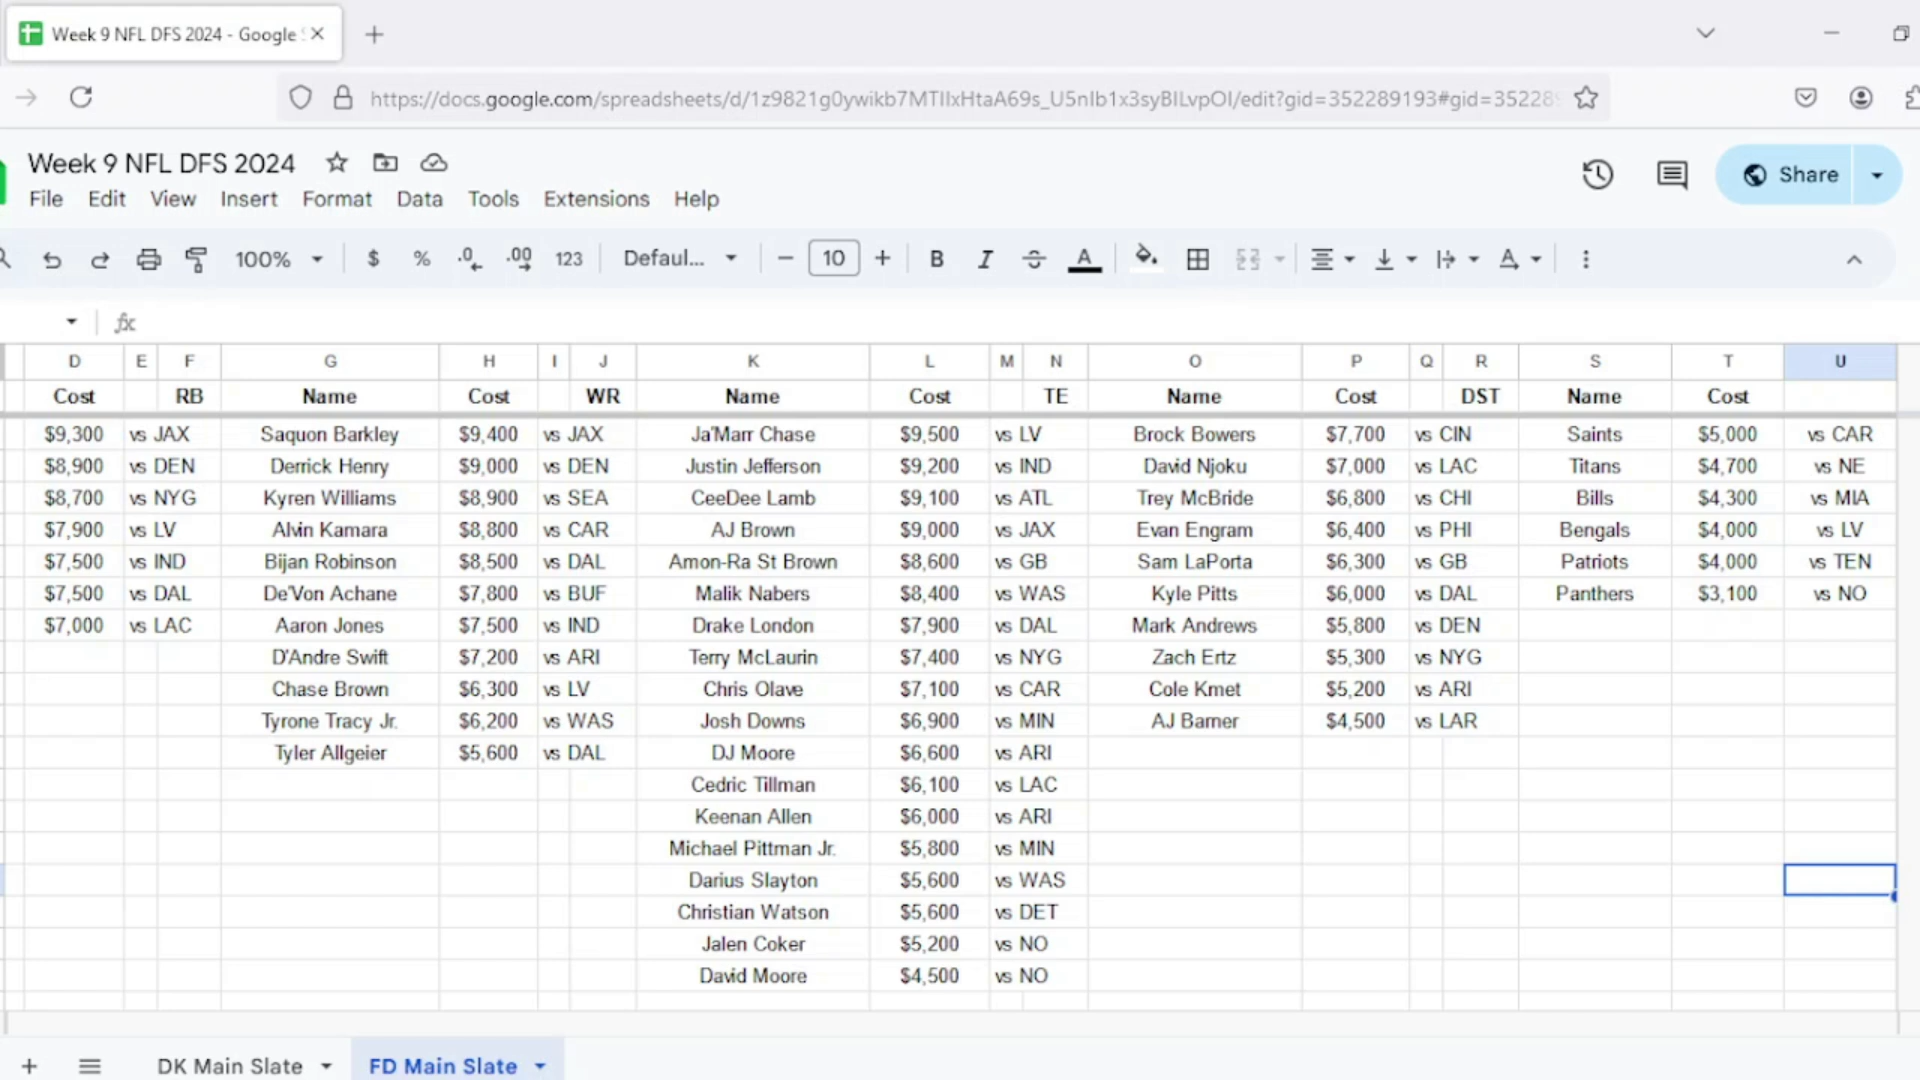 Week 9 NFL DFS 2024 - Google
https://docs.google.com/spreadsheets/d/1z9821g0ywikb7MTIIxHtaA69s_U5nIb1x3syBILvpOI/edit?gid=352289193#gid=35228
Week 9 NFL DFS 2024
Share
File Edit View Insert Format Data Tools Extensions Help
100% $ % .0 .00 123 Defaul... − 10 + B I S A
fx
D E F G H I J K L M N O P Q R S T U
Cost RB Name Cost WR Name Cost TE Name Cost DST Name Cost
$9,300 vs JAX Saquon Barkley $9,400 vs JAX Ja'Marr Chase $9,500 vs LV Brock Bowers $7,700 vs CIN Saints $5,000 vs CAR
$8,900 vs DEN Derrick Henry $9,000 vs DEN Justin Jefferson $9,200 vs IND David Njoku $7,000 vs LAC Titans $4,700 vs NE
$8,700 vs NYG Kyren Williams $8,900 vs SEA CeeDee Lamb $9,100 vs ATL Trey McBride $6,800 vs CHI Bills $4,300 vs MIA
$7,900 vs LV Alvin Kamara $8,800 vs CAR AJ Brown $9,000 vs JAX Evan Engram $6,400 vs PHI Bengals $4,000 vs LV
$7,500 vs IND Bijan Robinson $8,500 vs DAL Amon-Ra St Brown $8,600 vs GB Sam LaPorta $6,300 vs GB Patriots $4,000 vs TEN
$7,500 vs DAL De'Von Achane $7,800 vs BUF Malik Nabers $8,400 vs WAS Kyle Pitts $6,000 vs DAL Panthers $3,100 vs NO
$7,000 vs LAC Aaron Jones $7,500 vs IND Drake London $7,900 vs DAL Mark Andrews $5,800 vs DEN
D'Andre Swift $7,200 vs ARI Terry McLaurin $7,400 vs NYG Zach Ertz $5,300 vs NYG
Chase Brown $6,300 vs LV Chris Olave $7,100 vs CAR Cole Kmet $5,200 vs ARI
Tyrone Tracy Jr. $6,200 vs WAS Josh Downs $6,900 vs MIN AJ Barner $4,500 vs LAR
Tyler Allgeier $5,600 vs DAL DJ Moore $6,600 vs ARI
Cedric Tillman $6,100 vs LAC
Keenan Allen $6,000 vs ARI
Michael Pittman Jr. $5,800 vs MIN
Darius Slayton $5,600 vs WAS
Christian Watson $5,600 vs DET
Jalen Coker $5,200 vs NO
David Moore $4,500 vs NO
DK Main Slate FD Main Slate